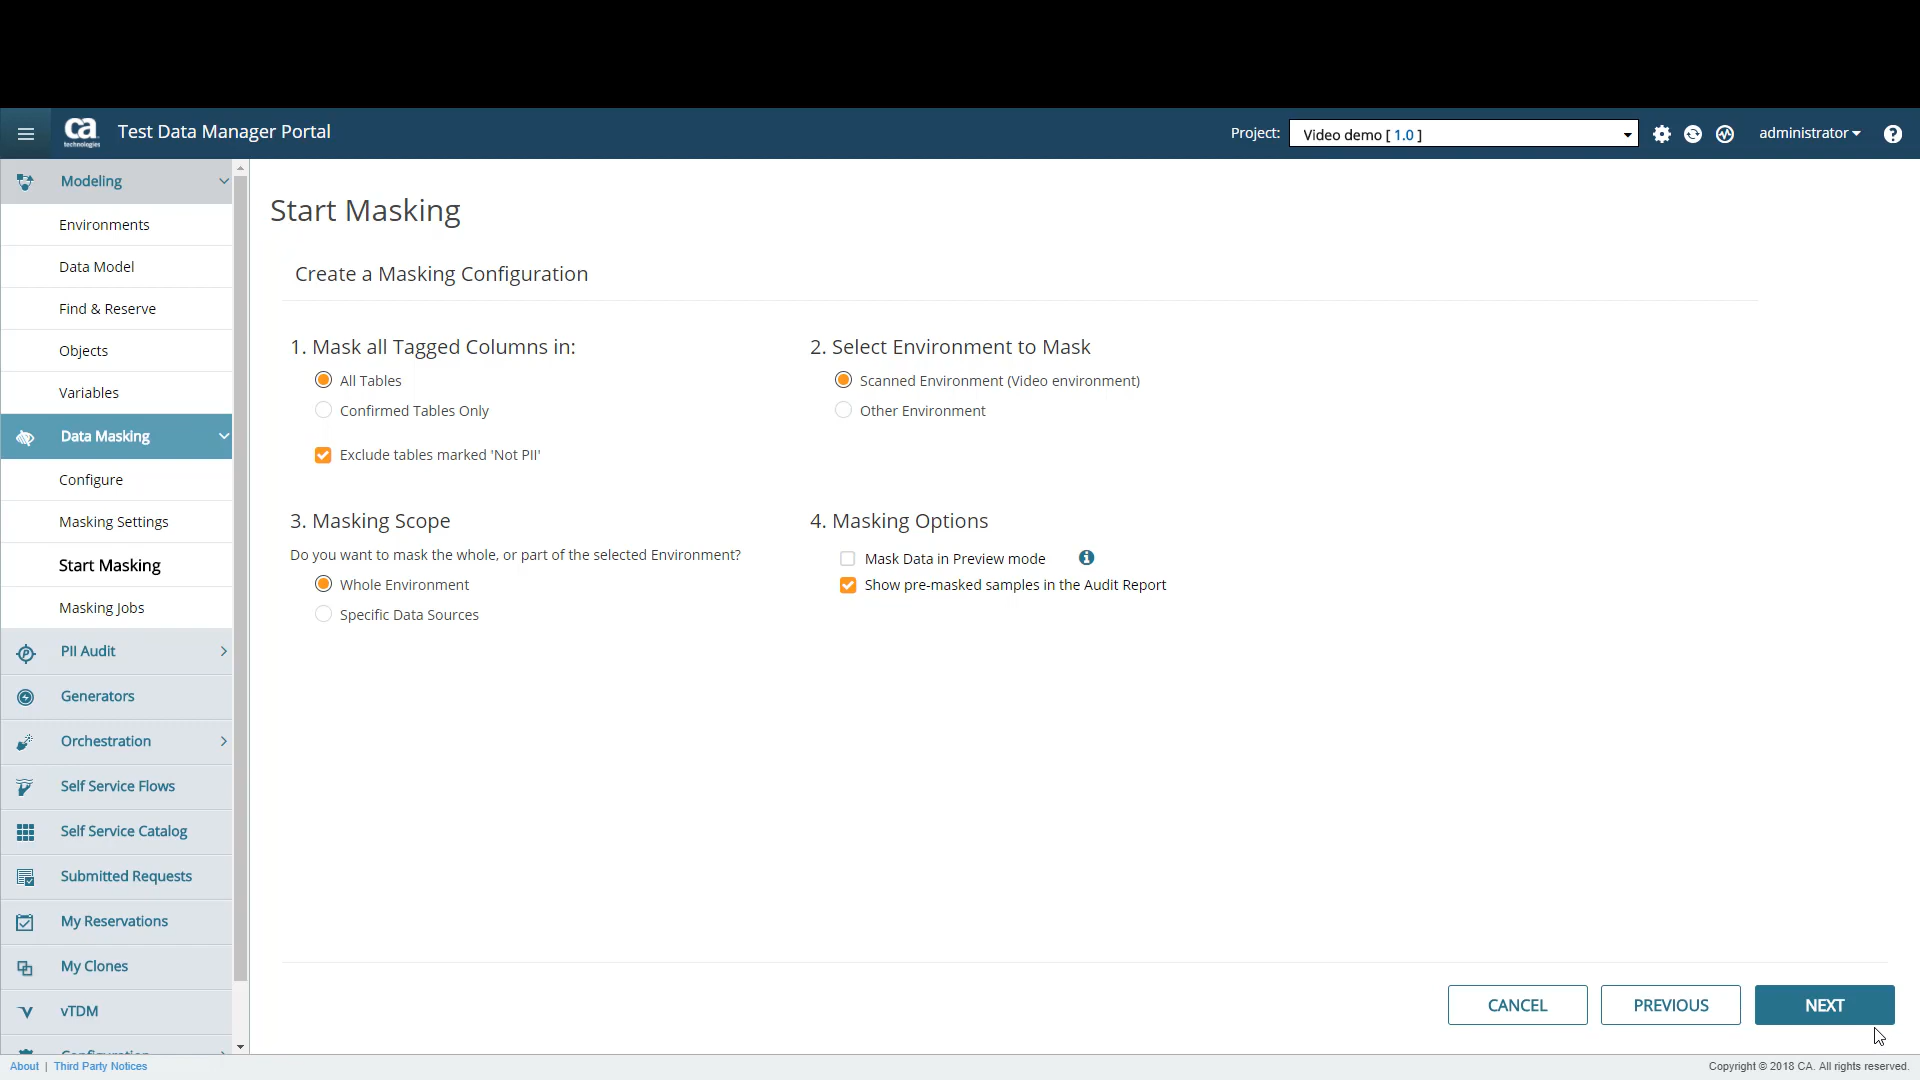 ca
technologies
Test Data Manager Portal
Project:
Video demo [ 1.0 ]
administrator
Modeling
Environments
Data Model
Find & Reserve
Objects
Variables
Data Masking
Configure
Masking Settings
Start Masking
Masking Jobs
PII Audit
Generators
Orchestration
Self Service Flows
Self Service Catalog
Submitted Requests
My Reservations
My Clones
vTDM
Start Masking
Create a Masking Configuration
1. Mask all Tagged Columns in:
All Tables
Confirmed Tables Only
Exclude tables marked 'Not PII'
2. Select Environment to Mask
Scanned Environment (Video environment)
Other Environment
3. Masking Scope
Do you want to mask the whole, or part of the selected Environment?
Whole Environment
Specific Data Sources
4. Masking Options
Mask Data in Preview mode
Show pre-masked samples in the Audit Report
CANCEL
PREVIOUS
NEXT
About | Third Party Notices
Copyright © 2018 CA. All rights reserved.